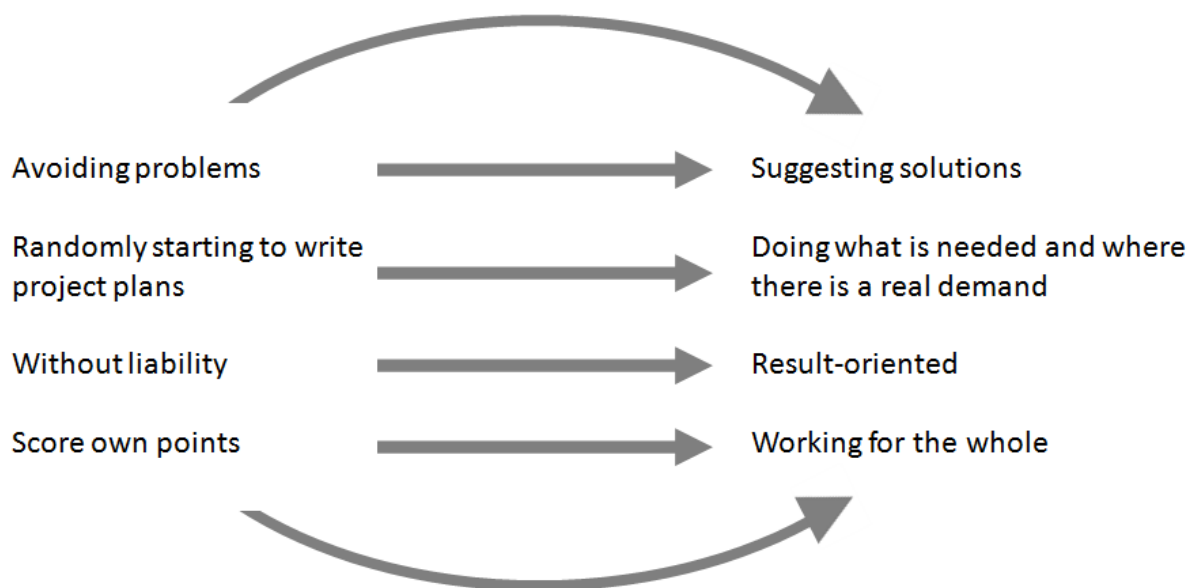 Avoiding problems
Suggesting solutions
Randomly starting to write
project plans
Doing what is needed and where
there is a real demand
Without liability
Result-oriented
Score own points
Working for the whole